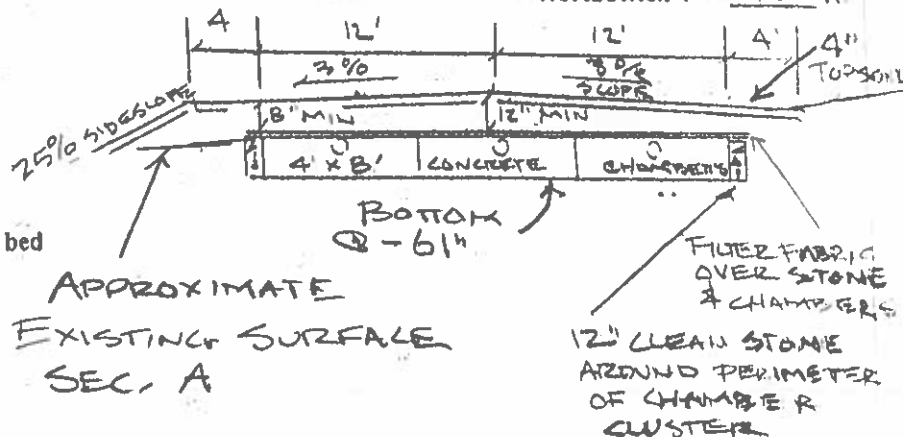 4 12' 12' 4'
4"
TOPSOIL
3% 3%
SLOPE
25% SIDESLOPE
8" MIN 12" MIN
4' x 8' CONCRETE CHAMBERS
BOTTOM
@ -61"
bed
APPROXIMATE
EXISTING SURFACE
SEC. A
FILTER FABRIC
OVER STONE
& CHAMBERS
12" CLEAN STONE
AROUND PERIMETER
OF CHAMBER
CLUSTER